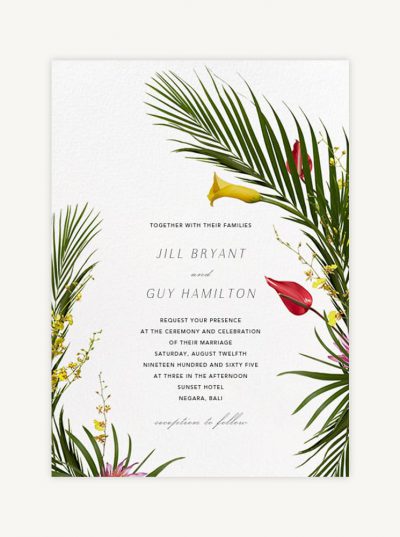 TOGETHER WITH THEIR FAMILIES
JILL BRYANT
and
GUY HAMILTON
REQUEST YOUR PRESENCE
AT THE CEREMONY AND CELEBRATION
OF THEIR MARRIAGE
SATURDAY, AUGUST TWELFTH
NINETEEN HUNDRED AND SIXTY FIVE
AT THREE IN THE AFTERNOON
SUNSET HOTEL
NEGARA, BALI
reception to follow